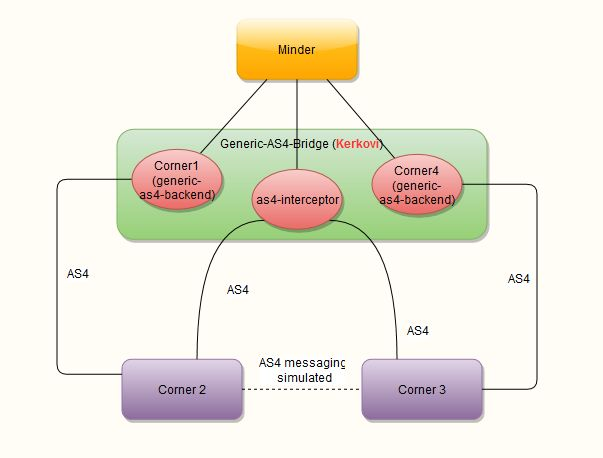 Minder
Generic-AS4-Bridge (Kerkovi)
Corner1
(generic-
as4-backend)
as4-interceptor
Corner4
(generic-
as4-backend)
AS4
AS4
AS4
AS4
AS4 messaging
simulated
Corner 2
Corner 3